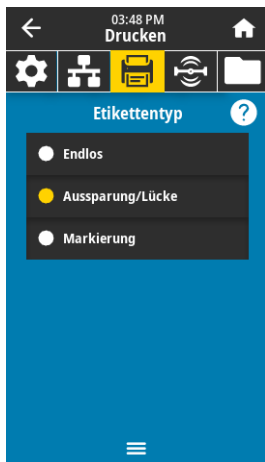 03:48 PM
Drucken
Etikettentyp
?
Endlos
Aussparung/Lücke
Markierung